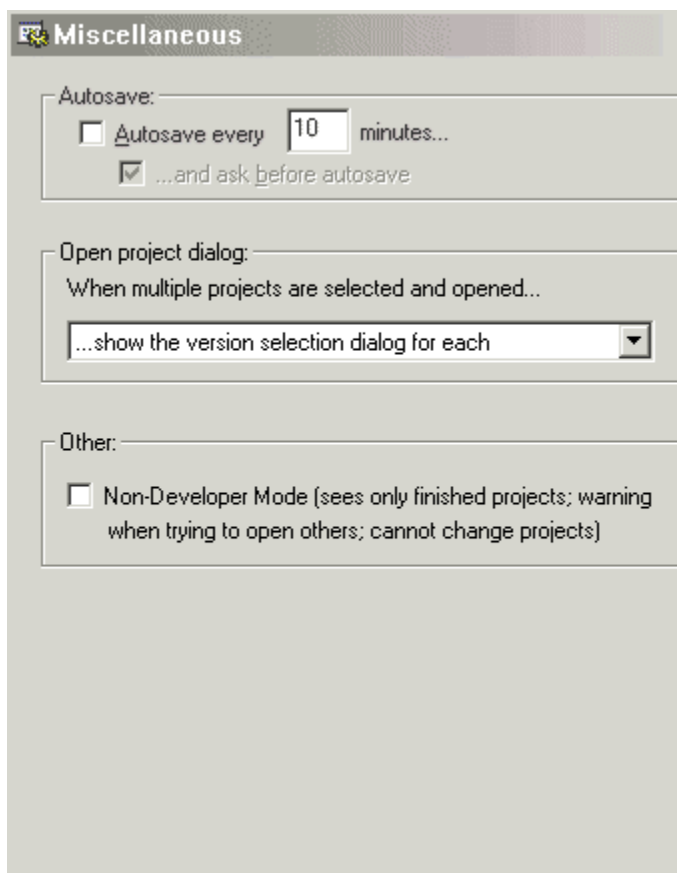 Miscellaneous
Autosave:
Autosave every 10 minutes...
...and ask before autosave
Open project dialog:
When multiple projects are selected and opened...
...show the version selection dialog for each
Other:
Non-Developer Mode (sees only finished projects; warning
when trying to open others; cannot change projects)